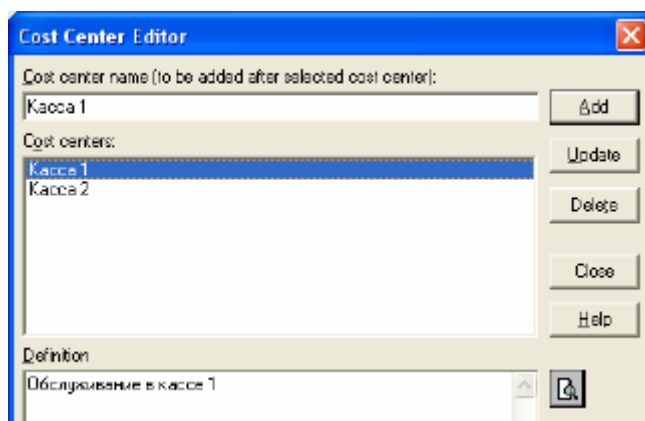 Cost Center Editor
Cost center name (to be added after selected cost center):
Касса 1
Add
Cost centers:
Update
Касса 1
Касса 2
Delete
Close
Help
Definition
Обслуживание в кассе 1